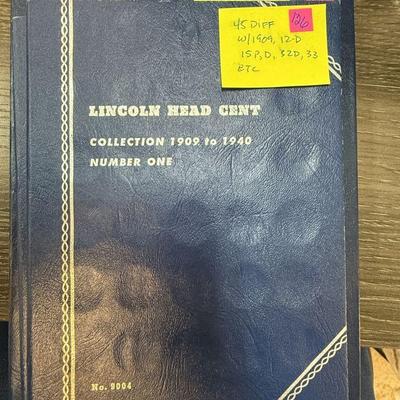 45 DIFF
W/1909, 12-D
15P, D, 32D, 33
ETC
126
LINCOLN HEAD CENT
COLLECTION 1909 to 1940
NUMBER ONE
No. 9004